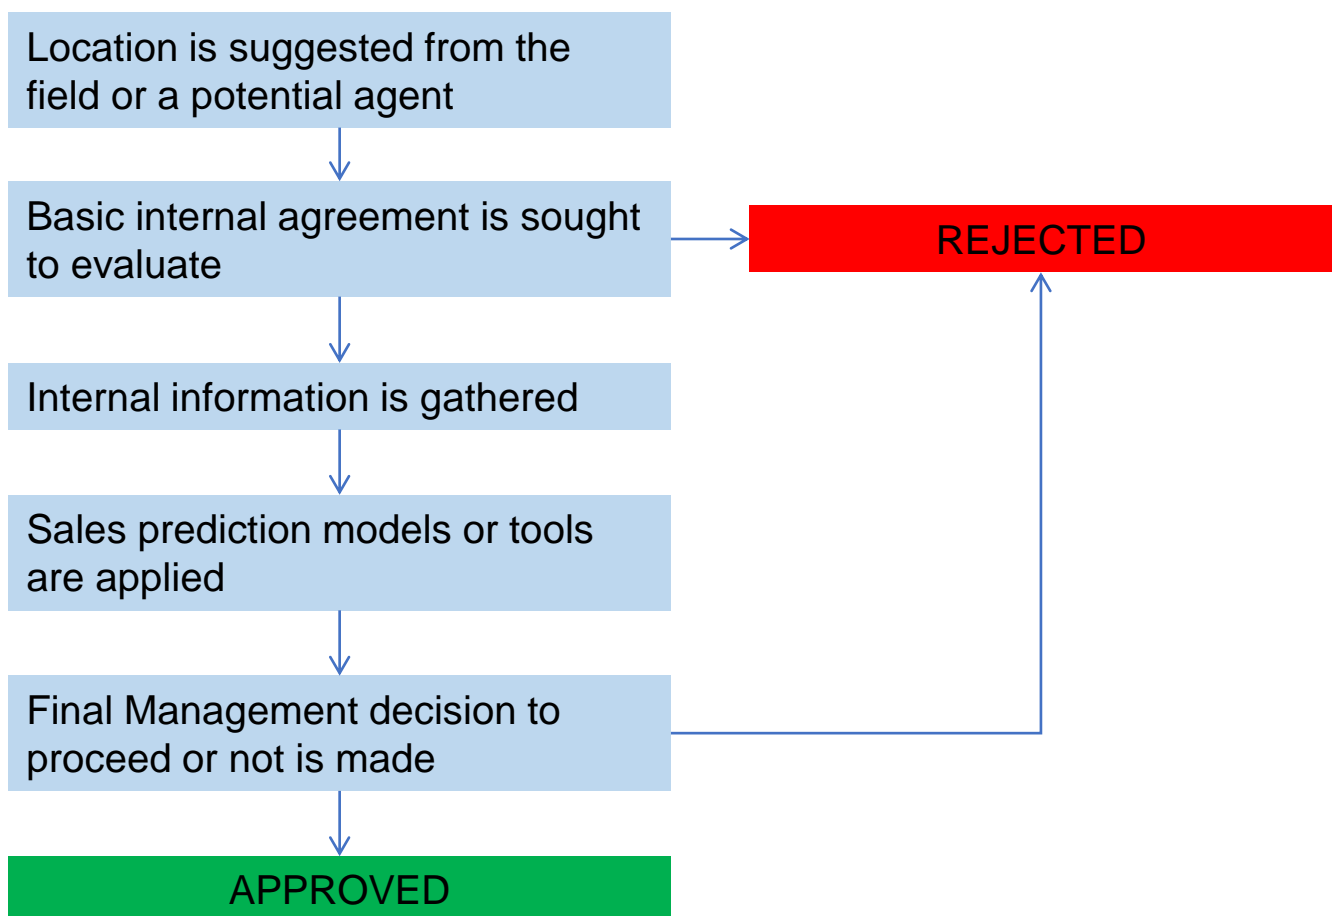 Location is suggested from the
field or a potential agent
Basic internal agreement is sought
to evaluate
REJECTED
Internal information is gathered
Sales prediction models or tools
are applied
Final Management decision to
proceed or not is made
APPROVED